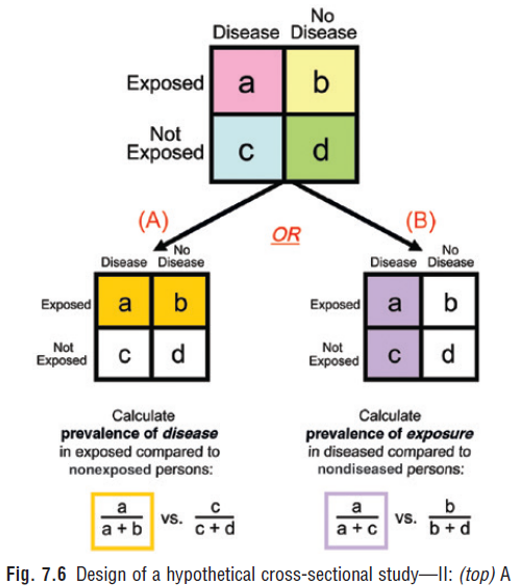 Disease No Disease
Exposed a b
Not Exposed c d
(A) OR (B)
Disease No Disease
Exposed a b
Not Exposed c d
Calculate
prevalence of disease
in exposed compared to
nonexposed persons:
a/a + b vs. c/c + d
Disease No Disease
Exposed a b
Not Exposed c d
Calculate
prevalence of exposure
in diseased compared to
nondiseased persons:
a/a + c vs. b/b + d
Fig. 7.6 Design of a hypothetical cross-sectional study—II: (top) A